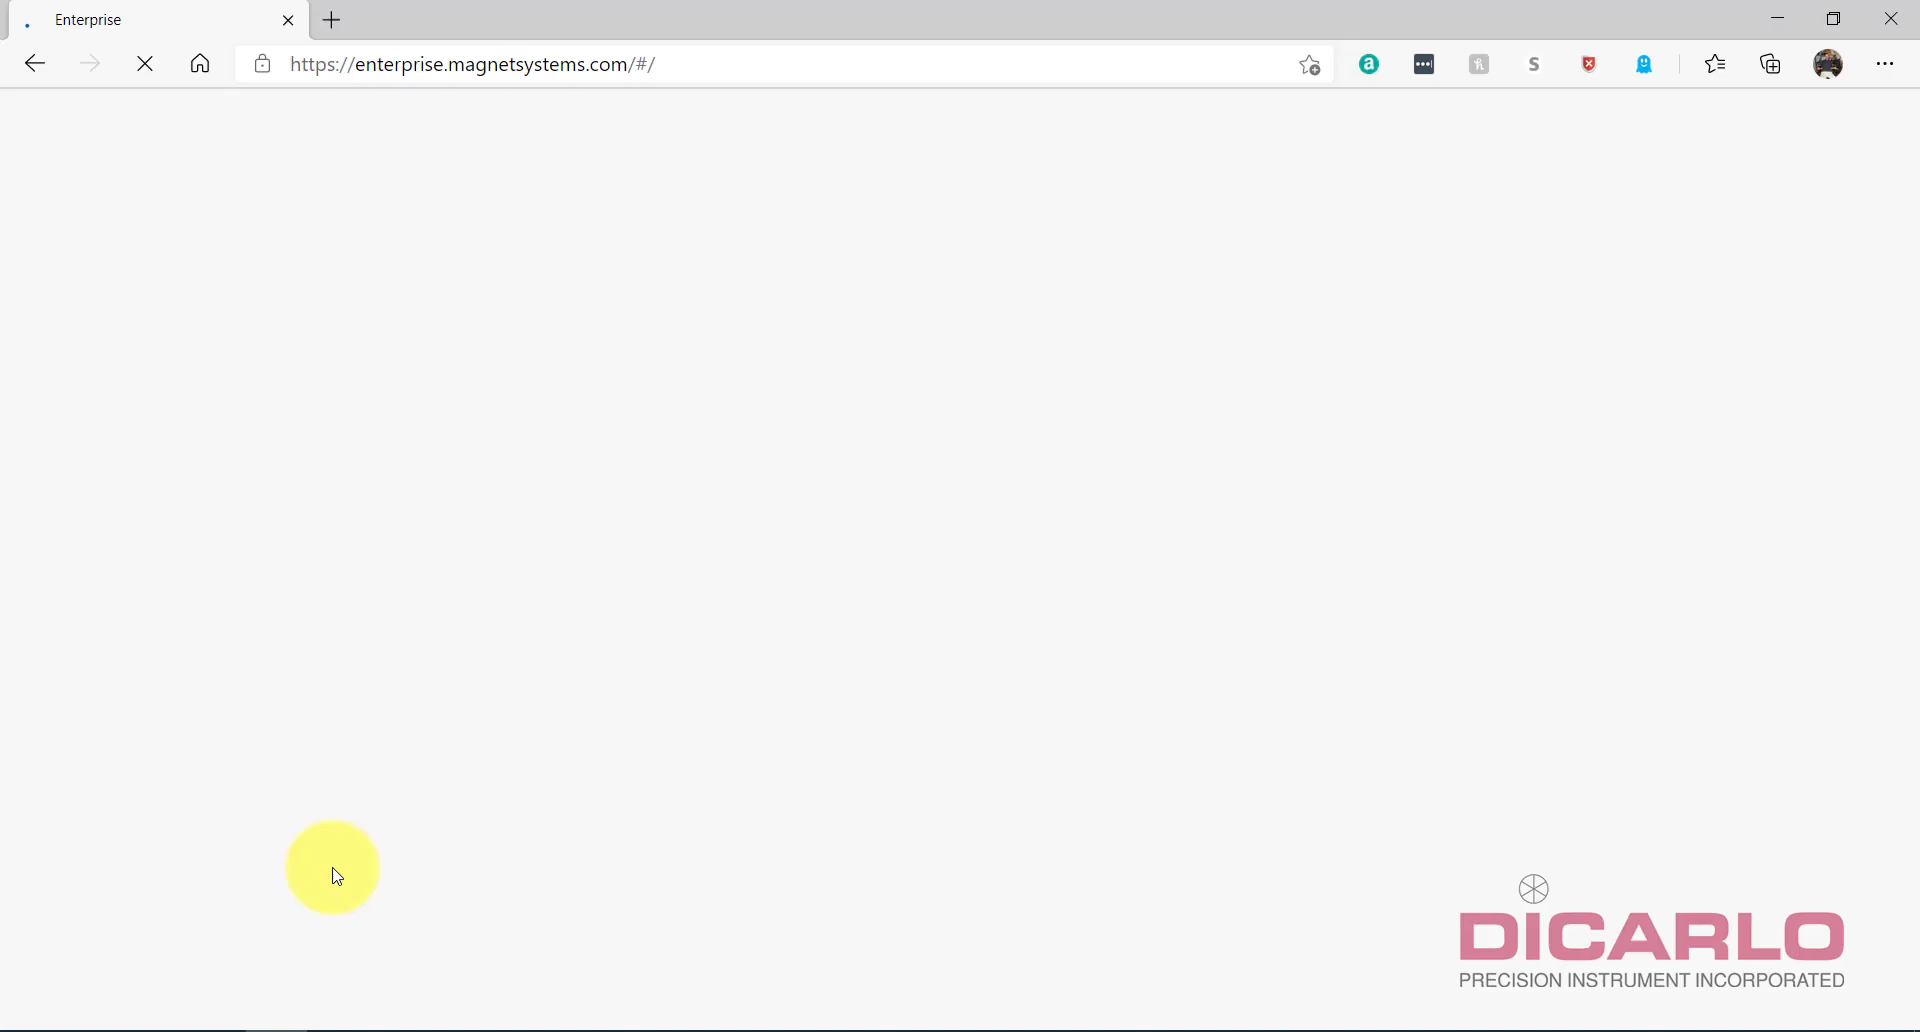 Enterprise
https://enterprise.magnetsystems.com/#/
DICARLO
PRECISION INSTRUMENT INCORPORATED